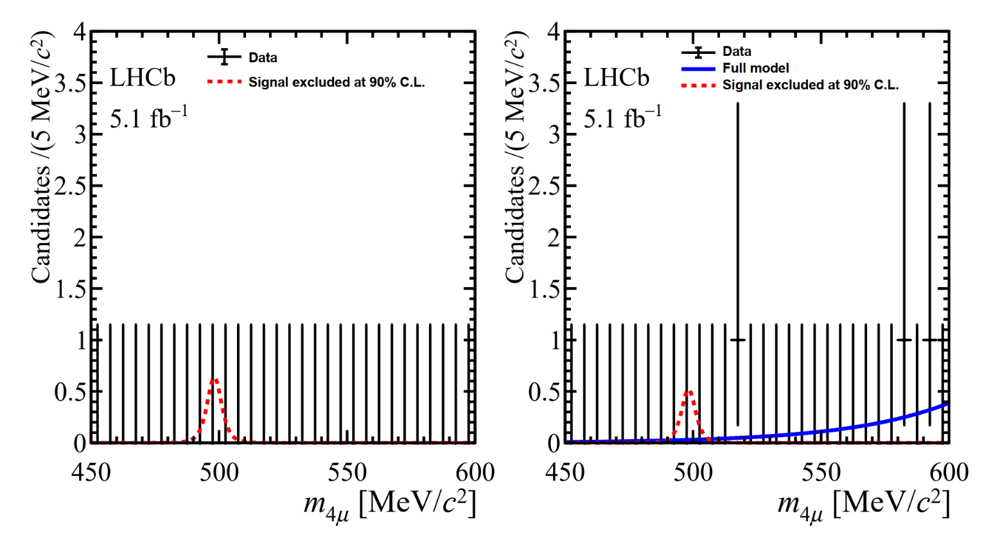 Candidates /(5 MeV/c²)
4
3.5
3
2.5
2
1.5
1
0.5
0
LHCb
5.1 fb⁻¹
Data
Signal excluded at 90% C.L.
450 500 550 600
m₄μ [MeV/c²]
Candidates /(5 MeV/c²)
4
3.5
3
2.5
2
1.5
1
0.5
0
LHCb
5.1 fb⁻¹
Data
Full model
Signal excluded at 90% C.L.
450 500 550 600
m₄μ [MeV/c²]